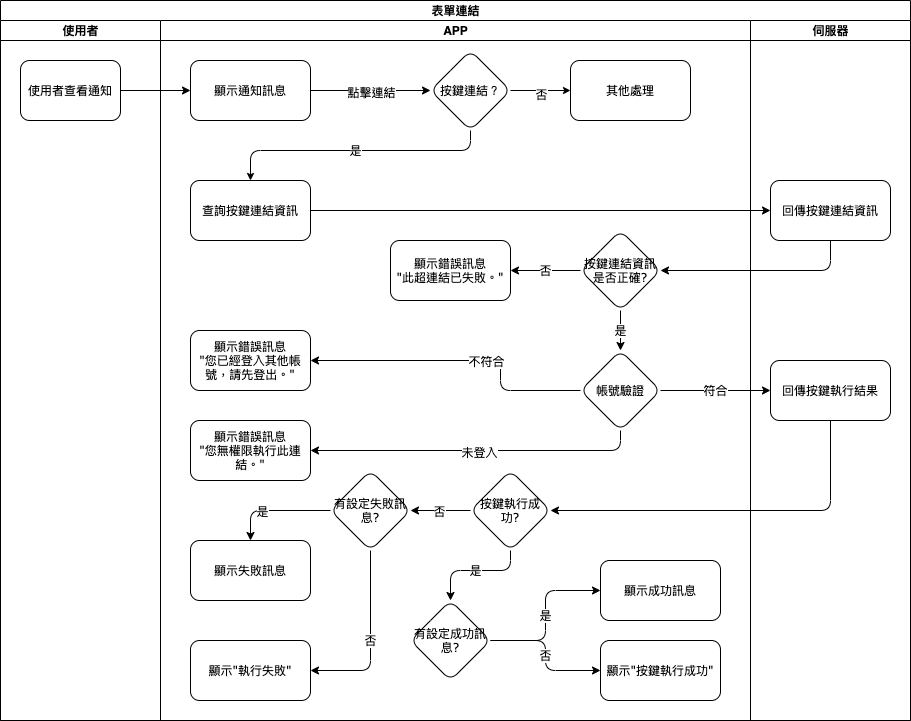 表單連結
使用者
APP
伺服器
使用者查看通知
顯示通知訊息
點擊連結
按鍵連結？
否
其他處理
是
查詢按鍵連結資訊
回傳按鍵連結資訊
顯示錯誤訊息
"此超連結已失敗。"
否
按鍵連結資訊
是否正確?
是
顯示錯誤訊息
"您已經登入其他帳
號，請先登出。"
不符合
帳號驗證
符合
回傳按鍵執行結果
顯示錯誤訊息
"您無權限執行此連
結。"
未登入
是
有設定失敗訊
息?
否
按鍵執行成
功?
顯示失敗訊息
是
顯示成功訊息
是
有設定成功訊
息?
否
否
顯示"執行失敗"
顯示"按鍵執行成功"